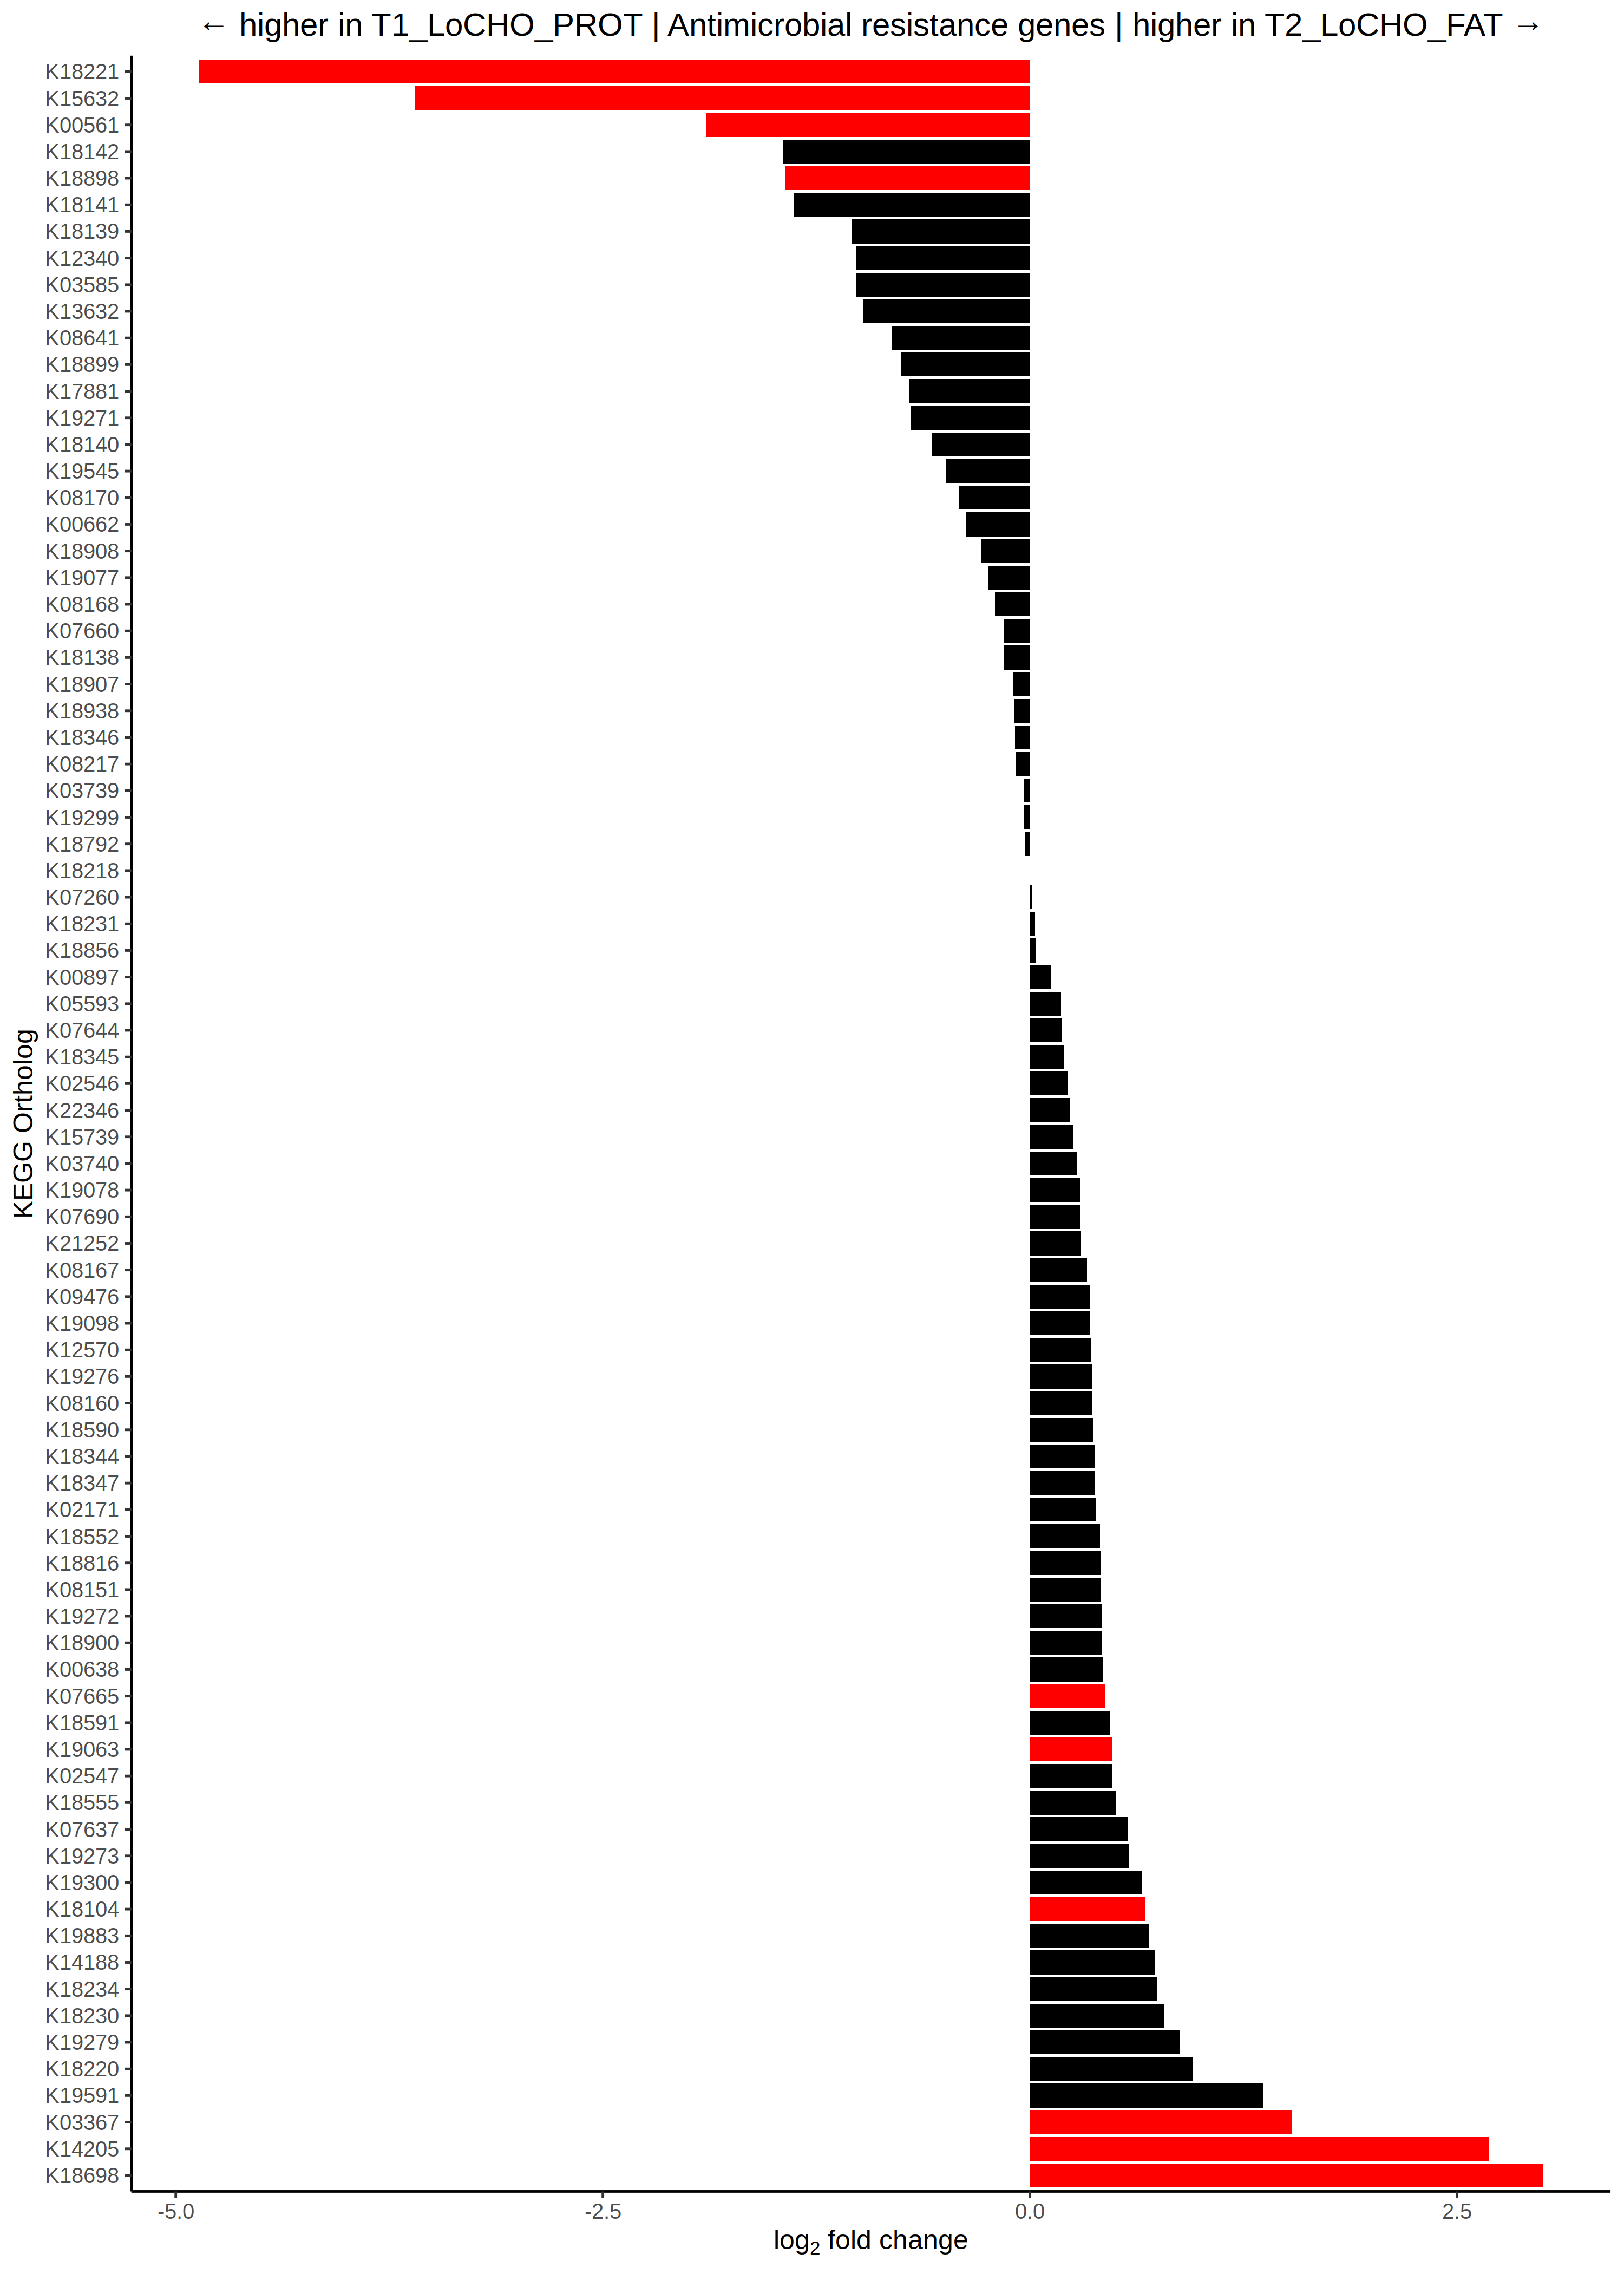 ← higher in T1_LoCHO_PROT | Antimicrobial resistance genes | higher in T2_LoCHO_FAT →
K18221
K15632
K00561
K18142
K18898
K18141
K18139
K12340
K03585
K13632
K08641
K18899
K17881
K19271
K18140
K19545
K08170
K00662
K18908
K19077
K08168
K07660
K18138
K18907
K18938
K18346
K08217
K03739
K19299
K18792
K18218
K07260
K18231
K18856
K00897
K05593
K07644
K18345
K02546
K22346
K15739
K03740
K19078
K07690
K21252
K08167
K09476
K19098
K12570
K19276
K08160
K18590
K18344
K18347
K02171
K18552
K18816
K08151
K19272
K18900
K00638
K07665
K18591
K19063
K02547
K18555
K07637
K19273
K19300
K18104
K19883
K14188
K18234
K18230
K19279
K18220
K19591
K03367
K14205
K18698
KEGG Ortholog
-5.0 -2.5 0.0 2.5
log2 fold change